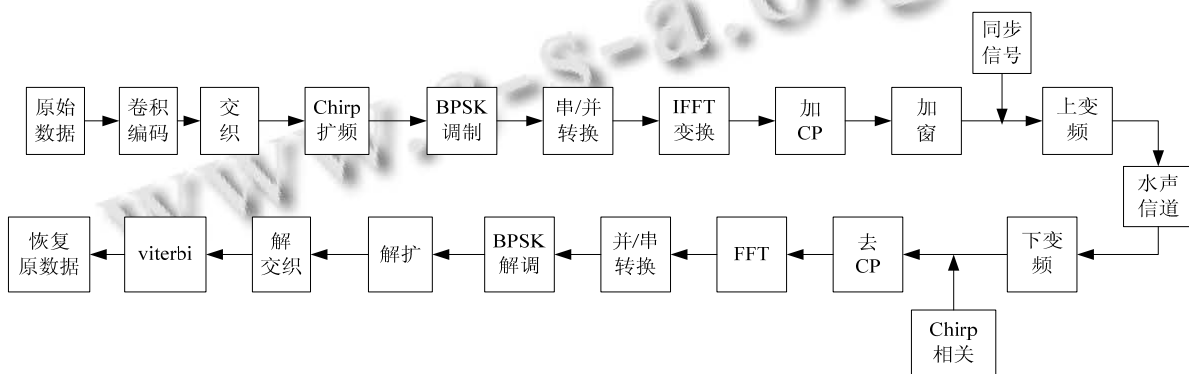 同步
信号
原始
数据
卷积
编码
交
织
Chirp
扩频
BPSK
调制
串/并
转换
IFFT
变换
加
CP
加
窗
上变
频
水声
信道
恢复
原数据
viterbi
解
交织
解扩
BPSK
解调
并/串
转换
FFT
去
CP
下变
频
Chirp
相关